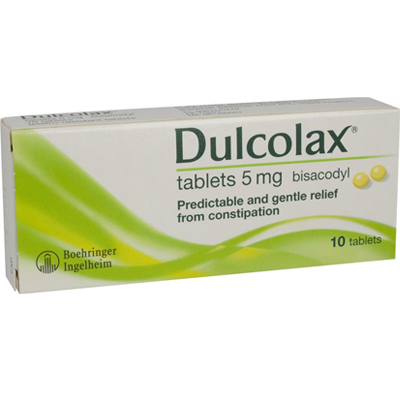 Dulcolax®
tablets 5 mg bisacodyl
Predictable and gentle relief
from constipation
Boehringer
Ingelheim
10 tablets